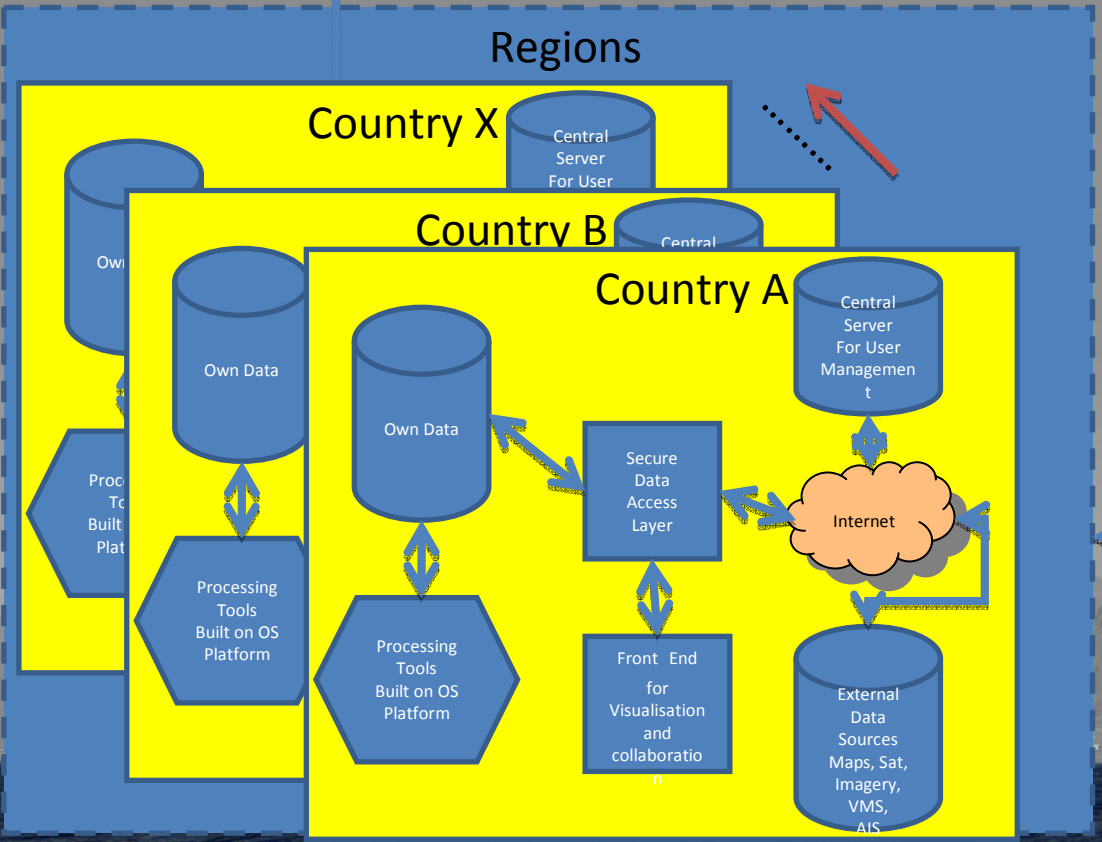 Regions
Country X
Central
Server
For User
Country B
Central
Country A
Central
Server
For User
Managemen
t
Own Data
Own Data
Secure
Data
Access
Layer
Internet
Processing
Tools
Built on OS
Platform
Processing
Tools
Built on OS
Platform
Front End
for
Visualisation
and
collaboratio
n
External
Data
Sources
Maps, Sat,
Imagery,
VMS,
AIS